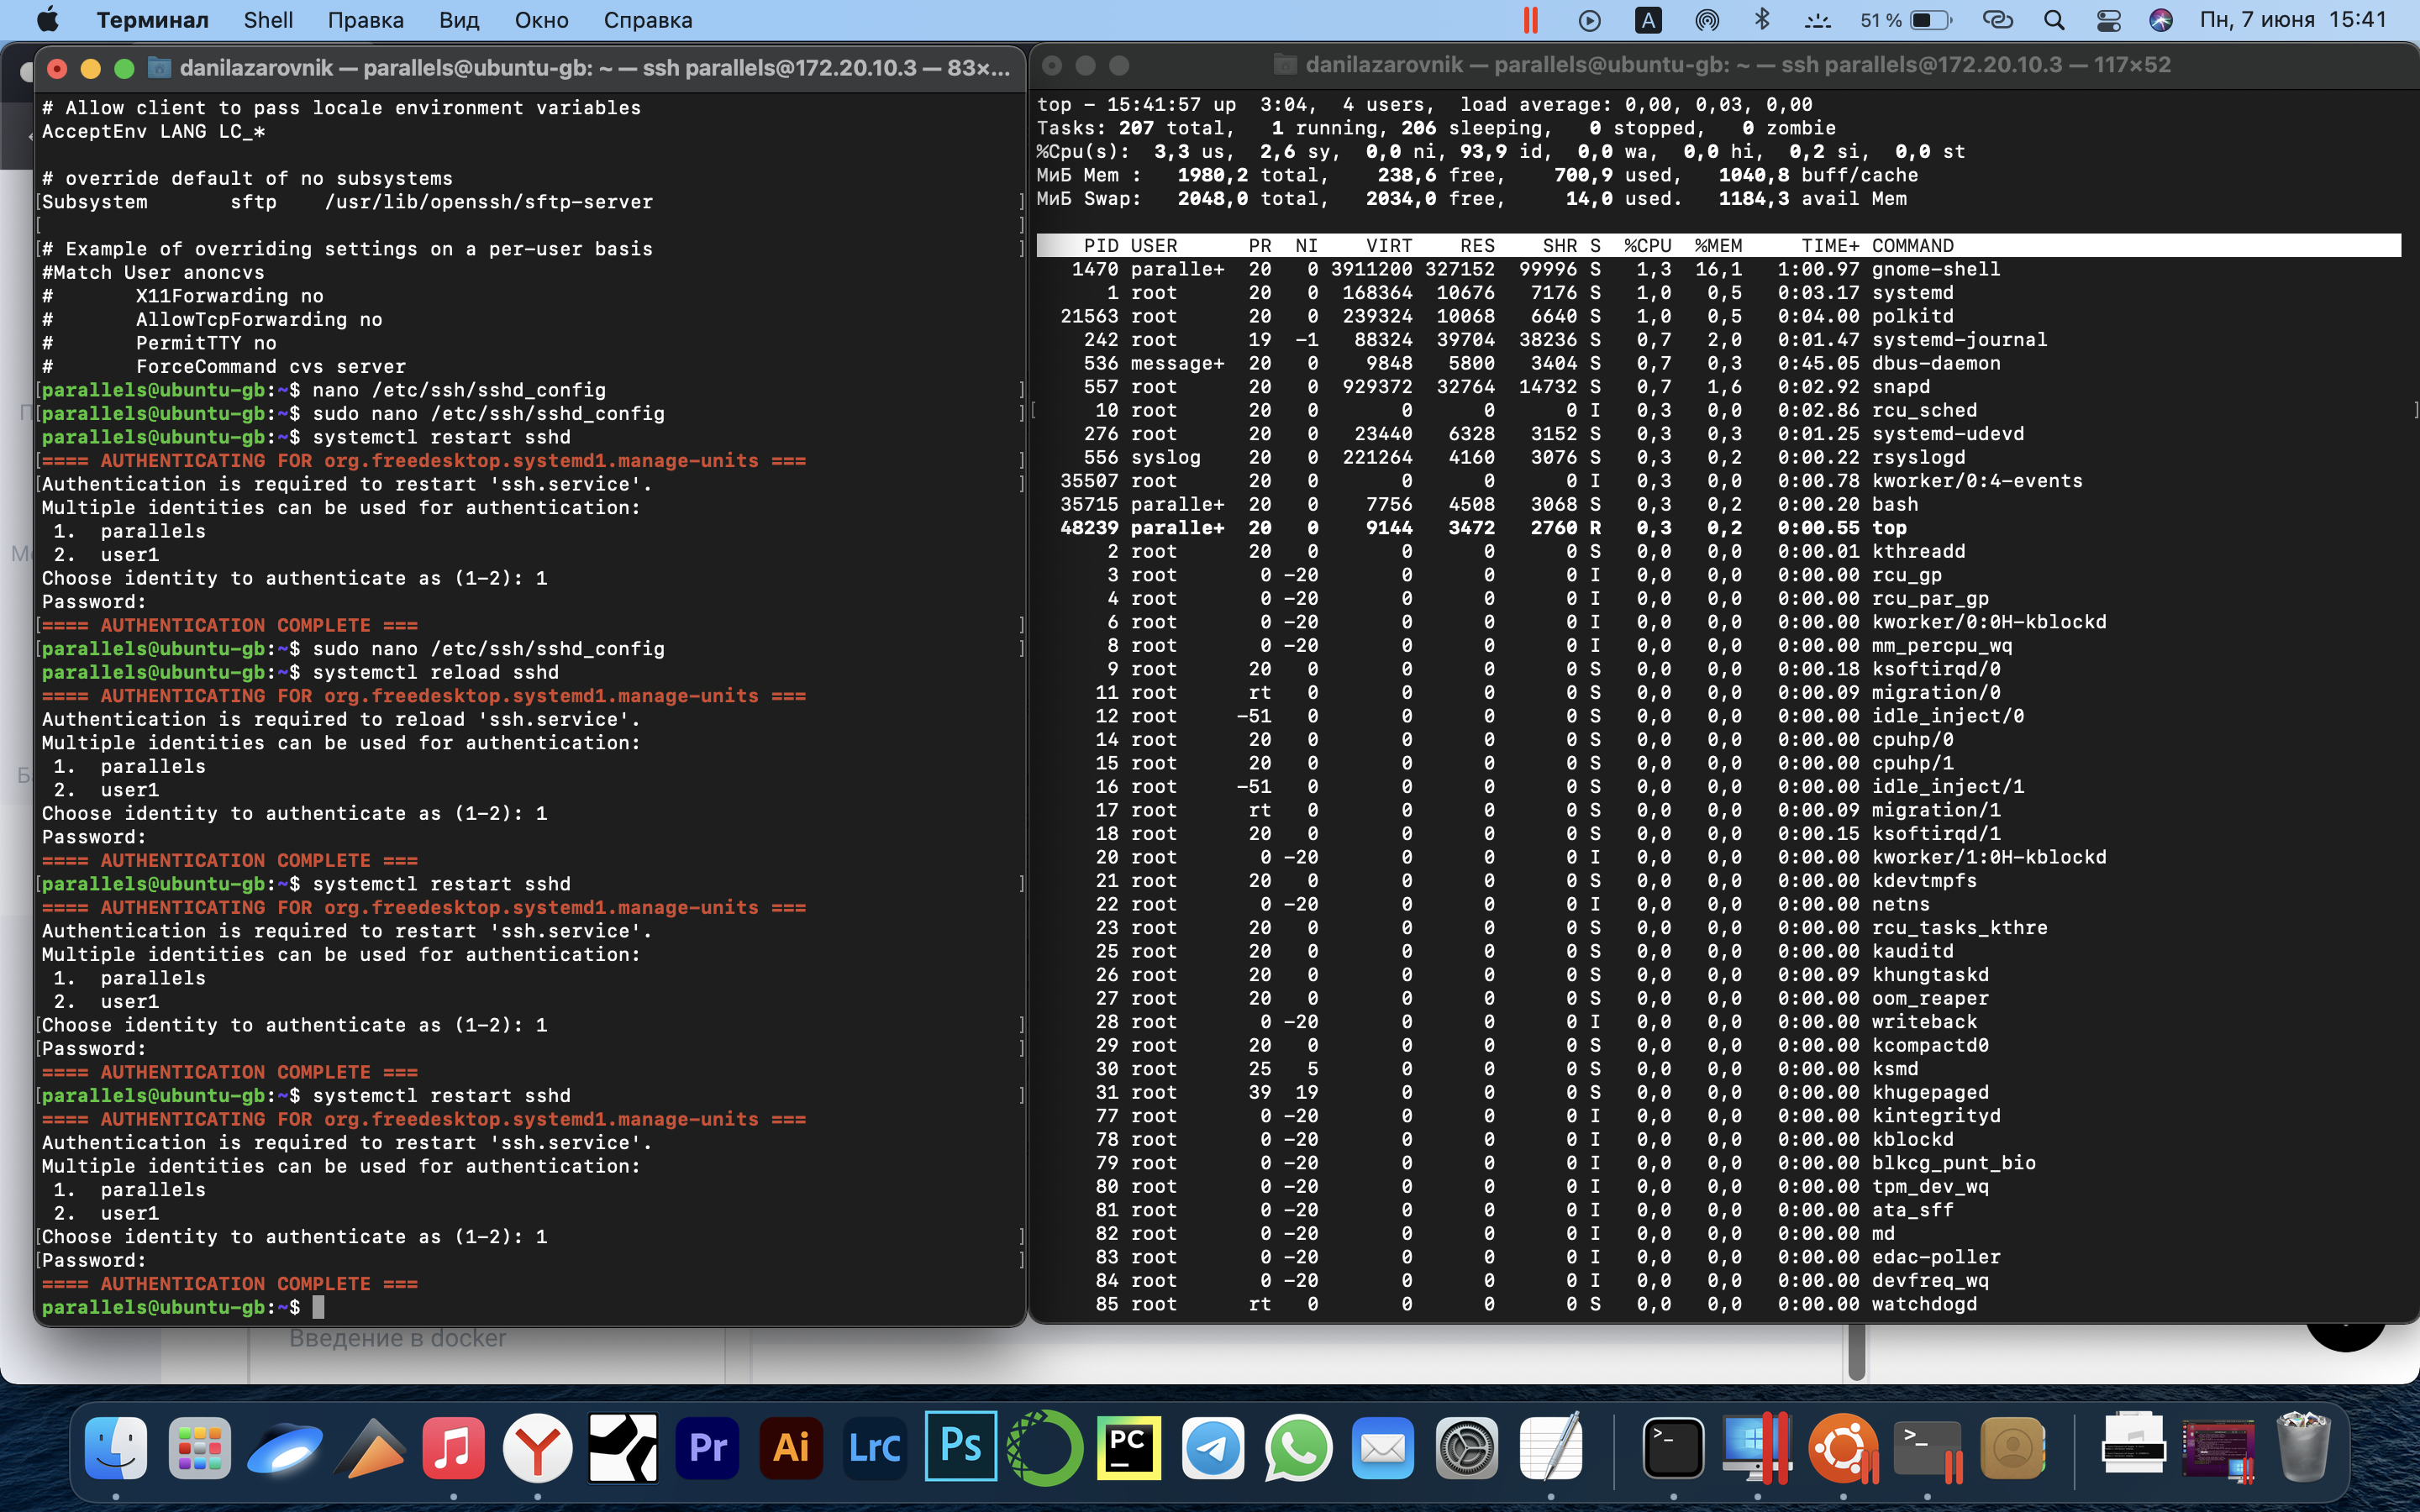 Терминал Shell Правка Вид Окно Справка A 51 % Пн, 7 июня 15:41
danilazarovnik — parallels@ubuntu-gb: ~ — ssh parallels@172.20.10.3 — 83×...
# Allow client to pass locale environment variables
AcceptEnv LANG LC_*
# override default of no subsystems
[Subsystem       sftp    /usr/lib/openssh/sftp-server ]
[ ]
[# Example of overriding settings on a per-user basis ]
#Match User anoncvs
#       X11Forwarding no
#       AllowTcpForwarding no
#       PermitTTY no
#       ForceCommand cvs server
[parallels@ubuntu-gb:~$ nano /etc/ssh/sshd_config ]
[parallels@ubuntu-gb:~$ sudo nano /etc/ssh/sshd_config ]
parallels@ubuntu-gb:~$ systemctl restart sshd
[==== AUTHENTICATING FOR org.freedesktop.systemd1.manage-units === ]
[Authentication is required to restart 'ssh.service'. ]
Multiple identities can be used for authentication:
 1.  parallels
 2.  user1
Choose identity to authenticate as (1-2): 1
Password:
[==== AUTHENTICATION COMPLETE === ]
[parallels@ubuntu-gb:~$ sudo nano /etc/ssh/sshd_config ]
parallels@ubuntu-gb:~$ systemctl reload sshd
==== AUTHENTICATING FOR org.freedesktop.systemd1.manage-units ===
Authentication is required to reload 'ssh.service'.
Multiple identities can be used for authentication:
 1.  parallels
 2.  user1
Choose identity to authenticate as (1-2): 1
Password:
==== AUTHENTICATION COMPLETE ===
[parallels@ubuntu-gb:~$ systemctl restart sshd ]
==== AUTHENTICATING FOR org.freedesktop.systemd1.manage-units ===
Authentication is required to restart 'ssh.service'.
Multiple identities can be used for authentication:
 1.  parallels
 2.  user1
[Choose identity to authenticate as (1-2): 1 ]
[Password: ]
==== AUTHENTICATION COMPLETE ===
[parallels@ubuntu-gb:~$ systemctl restart sshd ]
==== AUTHENTICATING FOR org.freedesktop.systemd1.manage-units ===
Authentication is required to restart 'ssh.service'.
Multiple identities can be used for authentication:
 1.  parallels
 2.  user1
[Choose identity to authenticate as (1-2): 1 ]
[Password: ]
==== AUTHENTICATION COMPLETE ===
parallels@ubuntu-gb:~$
danilazarovnik — parallels@ubuntu-gb: ~ — ssh parallels@172.20.10.3 — 117×52
top - 15:41:57 up  3:04,  4 users,  load average: 0,00, 0,03, 0,00
Tasks: 207 total,   1 running, 206 sleeping,   0 stopped,   0 zombie
%Cpu(s):  3,3 us,  2,6 sy,  0,0 ni, 93,9 id,  0,0 wa,  0,0 hi,  0,2 si,  0,0 st
МиБ Mem :   1980,2 total,    238,6 free,    700,9 used,   1040,8 buff/cache
МиБ Swap:   2048,0 total,   2034,0 free,     14,0 used.   1184,3 avail Mem
PID USER      PR  NI    VIRT    RES    SHR S  %CPU  %MEM     TIME+ COMMAND
1470 paralle+  20   0 3911200 327152  99996 S   1,3  16,1   1:00.97 gnome-shell
1 root      20   0  168364  10676   7176 S   1,0   0,5   0:03.17 systemd
21563 root      20   0  239324  10068   6640 S   1,0   0,5   0:04.00 polkitd
242 root      19  -1   88324  39704  38236 S   0,7   2,0   0:01.47 systemd-journal
536 message+  20   0    9848   5800   3404 S   0,7   0,3   0:45.05 dbus-daemon
557 root      20   0  929372  32764  14732 S   0,7   1,6   0:02.92 snapd
[ 10 root      20   0       0      0      0 I   0,3   0,0   0:02.86 rcu_sched ]
276 root      20   0   23440   6328   3152 S   0,3   0,3   0:01.25 systemd-udevd
556 syslog    20   0  221264   4160   3076 S   0,3   0,2   0:00.22 rsyslogd
35507 root      20   0       0      0      0 I   0,3   0,0   0:00.78 kworker/0:4-events
35715 paralle+  20   0    7756   4508   3068 S   0,3   0,2   0:00.20 bash
48239 paralle+  20   0    9144   3472   2760 R   0,3   0,2   0:00.55 top
2 root      20   0       0      0      0 S   0,0   0,0   0:00.01 kthreadd
3 root       0 -20       0      0      0 I   0,0   0,0   0:00.00 rcu_gp
4 root       0 -20       0      0      0 I   0,0   0,0   0:00.00 rcu_par_gp
6 root       0 -20       0      0      0 I   0,0   0,0   0:00.00 kworker/0:0H-kblockd
8 root       0 -20       0      0      0 I   0,0   0,0   0:00.00 mm_percpu_wq
9 root      20   0       0      0      0 S   0,0   0,0   0:00.18 ksoftirqd/0
11 root      rt   0       0      0      0 S   0,0   0,0   0:00.09 migration/0
12 root     -51   0       0      0      0 S   0,0   0,0   0:00.00 idle_inject/0
14 root      20   0       0      0      0 S   0,0   0,0   0:00.00 cpuhp/0
15 root      20   0       0      0      0 S   0,0   0,0   0:00.00 cpuhp/1
16 root     -51   0       0      0      0 S   0,0   0,0   0:00.00 idle_inject/1
17 root      rt   0       0      0      0 S   0,0   0,0   0:00.09 migration/1
18 root      20   0       0      0      0 S   0,0   0,0   0:00.15 ksoftirqd/1
20 root       0 -20       0      0      0 I   0,0   0,0   0:00.00 kworker/1:0H-kblockd
21 root      20   0       0      0      0 S   0,0   0,0   0:00.00 kdevtmpfs
22 root       0 -20       0      0      0 I   0,0   0,0   0:00.00 netns
23 root      20   0       0      0      0 S   0,0   0,0   0:00.00 rcu_tasks_kthre
25 root      20   0       0      0      0 S   0,0   0,0   0:00.00 kauditd
26 root      20   0       0      0      0 S   0,0   0,0   0:00.09 khungtaskd
27 root      20   0       0      0      0 S   0,0   0,0   0:00.00 oom_reaper
28 root       0 -20       0      0      0 I   0,0   0,0   0:00.00 writeback
29 root      20   0       0      0      0 S   0,0   0,0   0:00.00 kcompactd0
30 root      25   5       0      0      0 S   0,0   0,0   0:00.00 ksmd
31 root      39  19       0      0      0 S   0,0   0,0   0:00.00 khugepaged
77 root       0 -20       0      0      0 I   0,0   0,0   0:00.00 kintegrityd
78 root       0 -20       0      0      0 I   0,0   0,0   0:00.00 kblockd
79 root       0 -20       0      0      0 I   0,0   0,0   0:00.00 blkcg_punt_bio
80 root       0 -20       0      0      0 I   0,0   0,0   0:00.00 tpm_dev_wq
81 root       0 -20       0      0      0 I   0,0   0,0   0:00.00 ata_sff
82 root       0 -20       0      0      0 I   0,0   0,0   0:00.00 md
83 root       0 -20       0      0      0 I   0,0   0,0   0:00.00 edac-poller
84 root       0 -20       0      0      0 I   0,0   0,0   0:00.00 devfreq_wq
85 root      rt   0       0      0      0 S   0,0   0,0   0:00.00 watchdogd
Введение в docker
Pr Ai LrC Ps PC